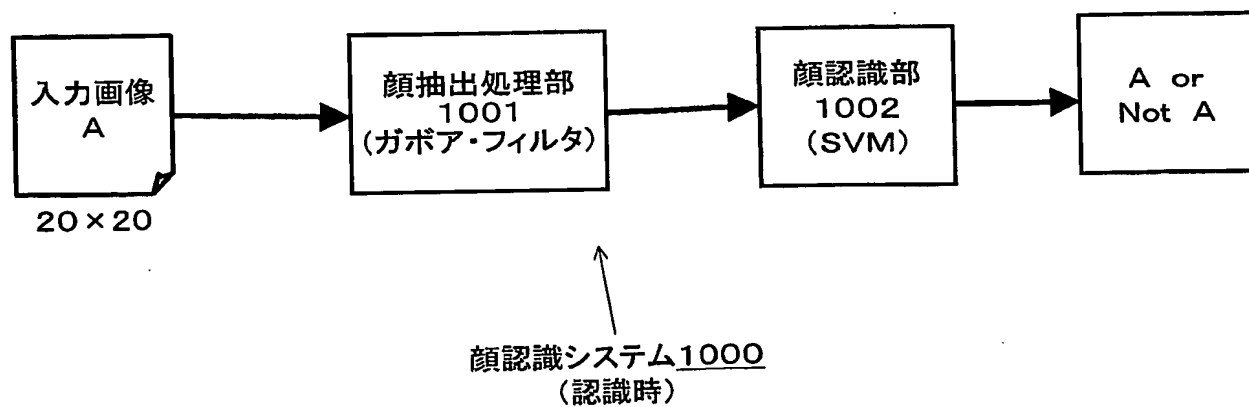 入力画像
A
20×20
顔抽出処理部
1001
(ガボア・フィルタ)
顔認識部
1002
(SVM)
A or
Not A
顔認識システム1000
(認識時)